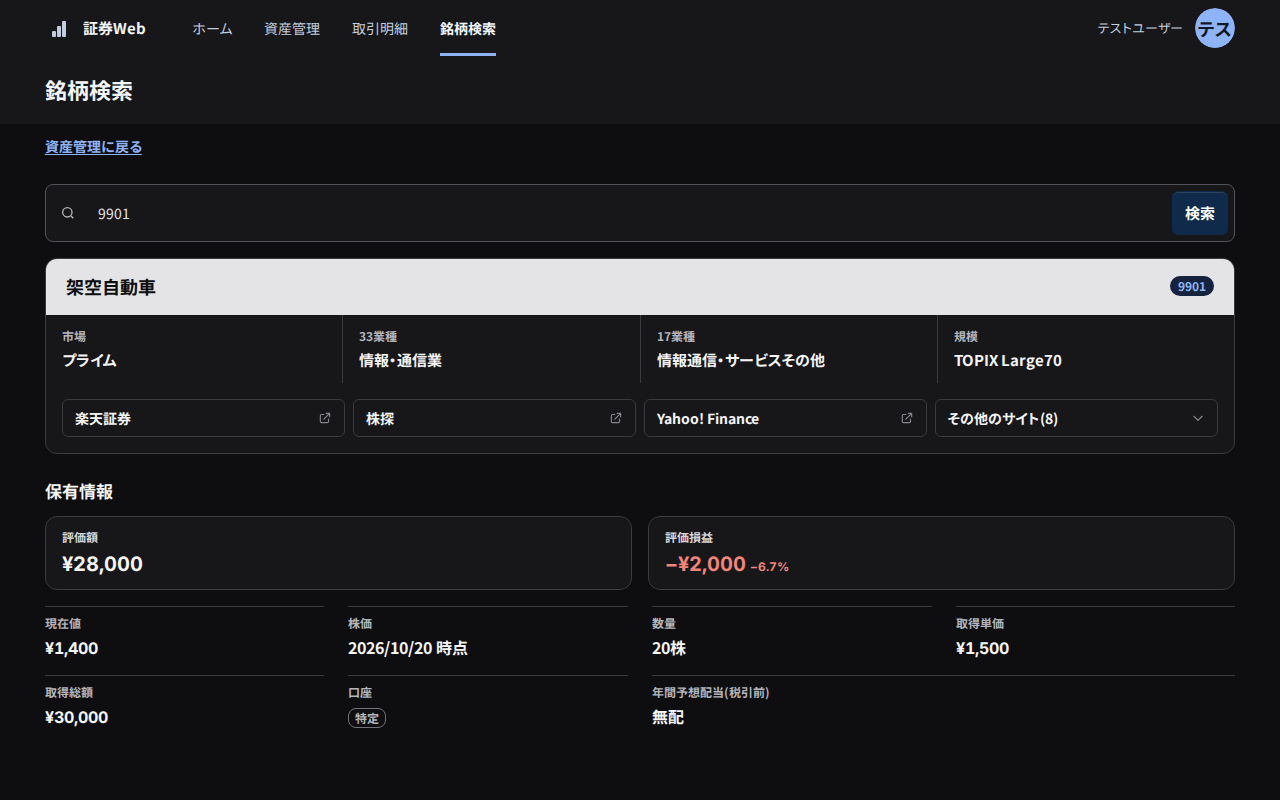 証券Web ホーム 資産管理 取引明細 銘柄検索 テストユーザー テス
銘柄検索
資産管理に戻る
9901 検索
架空自動車 9901
市場 33業種 17業種 規模
プライム 情報・通信業 情報通信・サービスその他 TOPIX Large70
楽天証券 株探 Yahoo! Finance その他のサイト(8)
保有情報
評価額 評価損益
¥28,000 −¥2,000 −6.7%
現在値 株価 数量 取得単価
¥1,400 2026/10/20 時点 20株 ¥1,500
取得総額 口座 年間予想配当(税引前)
¥30,000 特定 無配